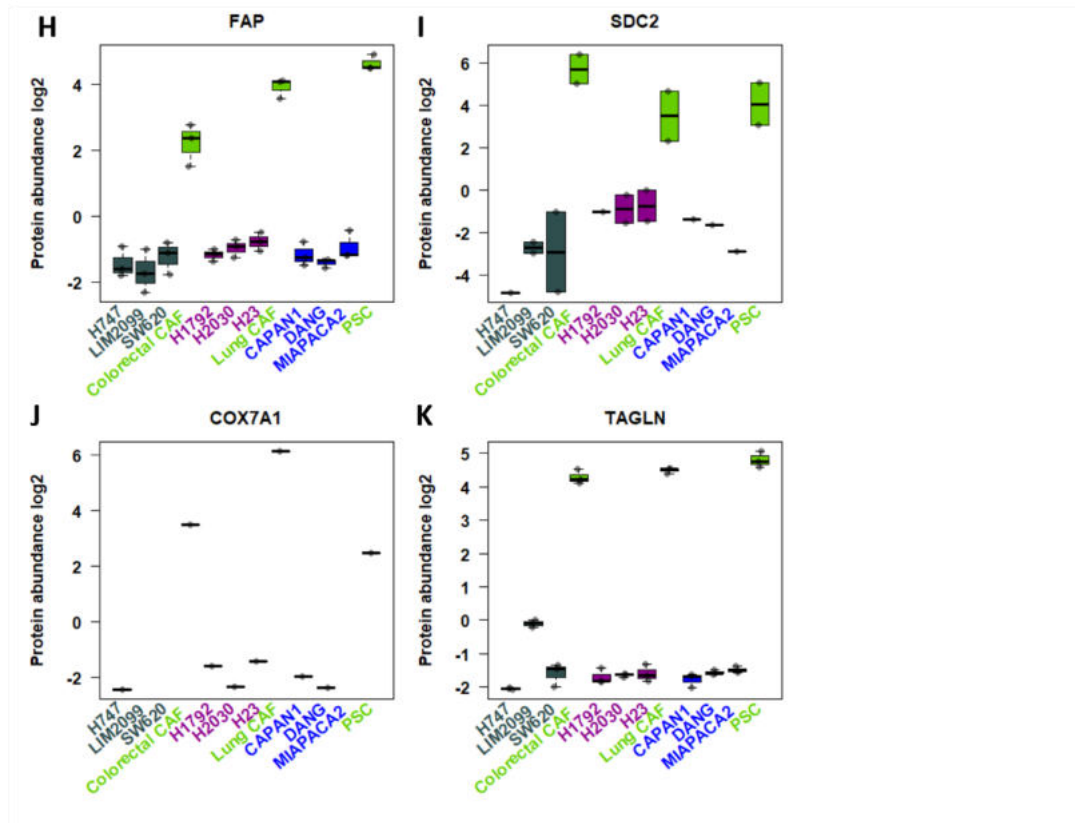 H
FAP
Protein abundance log2
4
2
0
-2
H747
LIM2099
SW620
Colorectal CAF
H1792
H2030
H23
Lung CAF
CAPAN1
DANG
MIAPACA2
PSC
I
SDC2
Protein abundance log2
6
4
2
0
-2
-4
H747
LIM2099
SW620
Colorectal CAF
H1792
H2030
H23
Lung CAF
CAPAN1
DANG
MIAPACA2
PSC
J
COX7A1
Protein abundance log2
6
4
2
0
-2
H747
LIM2099
SW620
Colorectal CAF
H1792
H2030
H23
Lung CAF
CAPAN1
DANG
MIAPACA2
PSC
K
TAGLN
Protein abundance log2
5
4
3
2
1
0
-1
-2
H747
LIM2099
SW620
Colorectal CAF
H1792
H2030
H23
Lung CAF
CAPAN1
DANG
MIAPACA2
PSC